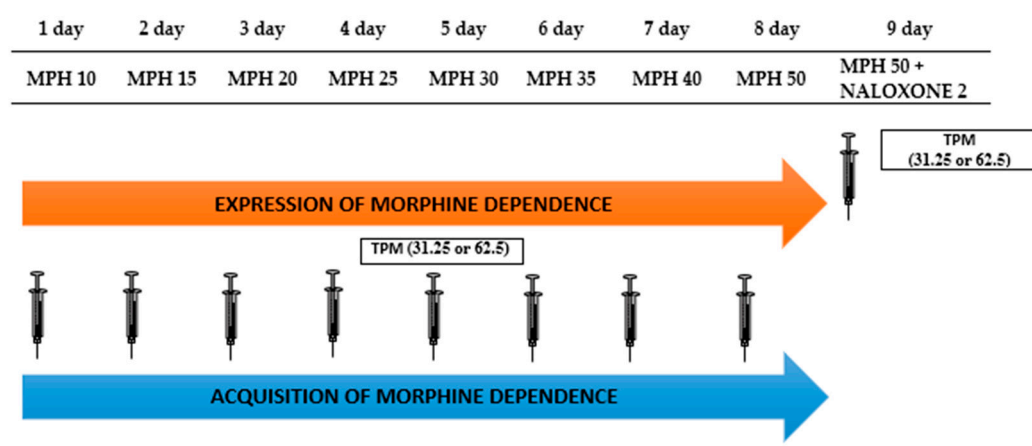 1 day 2 day 3 day 4 day 5 day 6 day 7 day 8 day 9 day
MPH 10 MPH 15 MPH 20 MPH 25 MPH 30 MPH 35 MPH 40 MPH 50 MPH 50 +
NALOXONE 2
TPM
(31.25 or 62.5)
EXPRESSION OF MORPHINE DEPENDENCE
TPM (31.25 or 62.5)
ACQUISITION OF MORPHINE DEPENDENCE